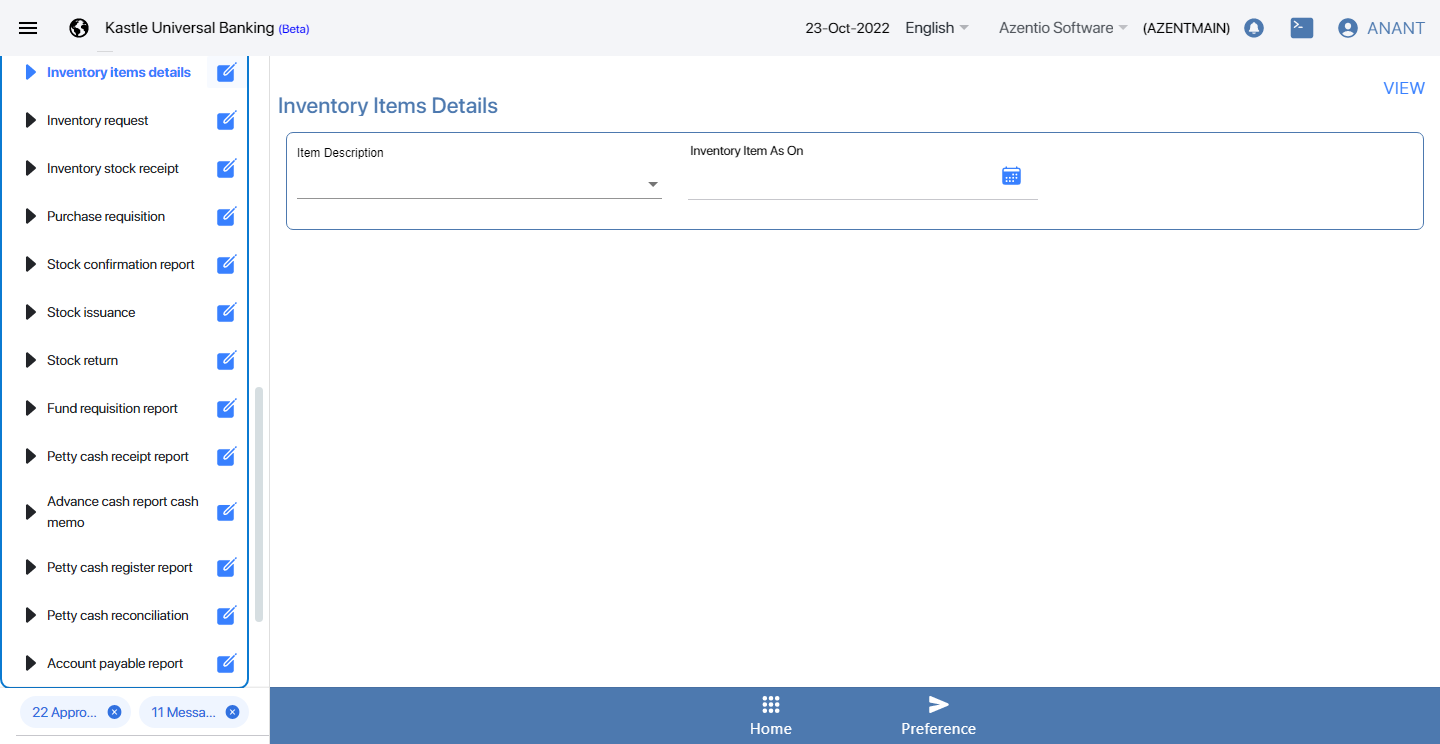 Kastle Universal Banking (Beta)
23-Oct-2022 English Azentio Software (AZENTMAIN) ANANT
Inventory items details
Inventory request
Inventory stock receipt
Purchase requisition
Stock confirmation report
Stock issuance
Stock return
Fund requisition report
Petty cash receipt report
Advance cash report cash
memo
Petty cash register report
Petty cash reconciliation
Account payable report
22 Appro... 11 Messa...
VIEW
Inventory Items Details
Item Description
Inventory Item As On
Home Preference